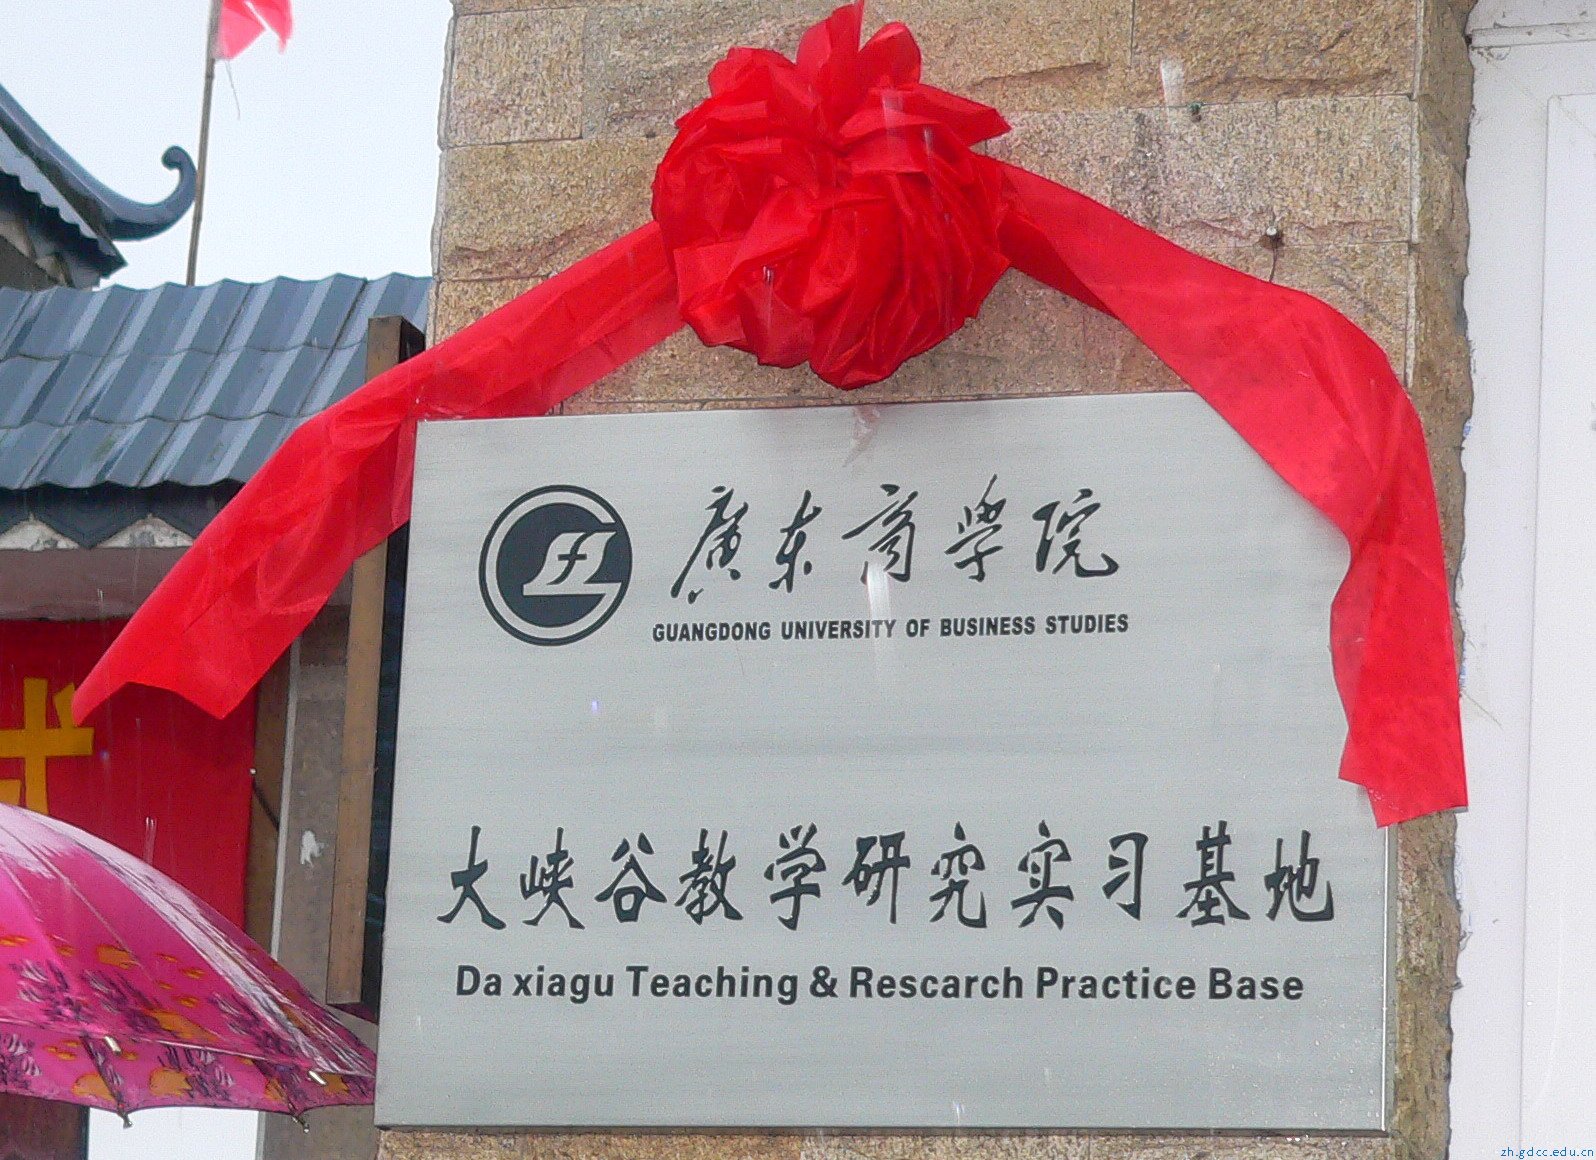 廣东商学院
GUANGDONG UNIVERSITY OF BUSINESS STUDIES
大峡谷教学研究实习基地
Da xiagu Teaching & Rescarch Practice Base
zh.gdcc.edu.cn